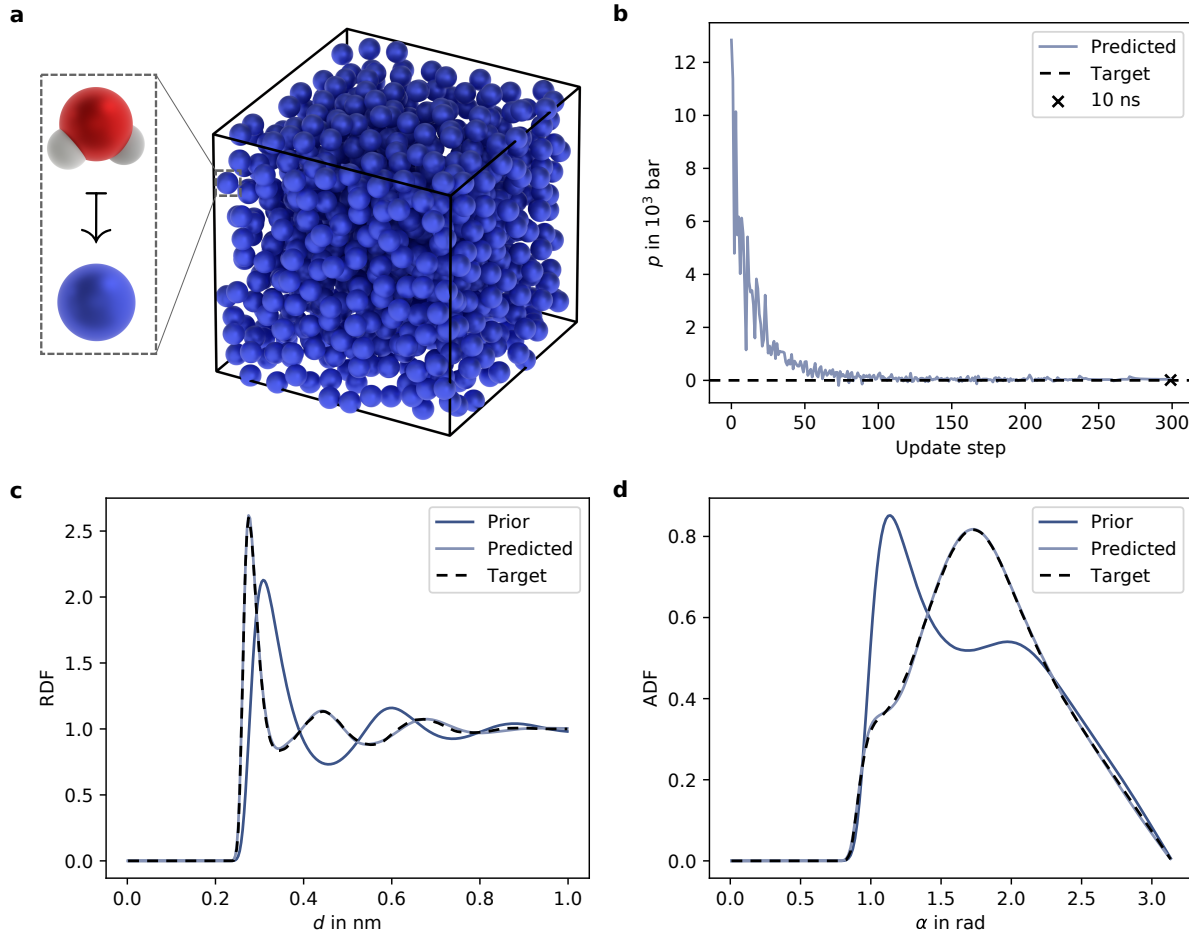 a
b
12
10
8
6
4
2
0
p in 10³ bar
Predicted
Target
10 ns
0
50
100
150
200
250
300
Update step
c
2.5
2.0
1.5
1.0
0.5
0.0
RDF
Prior
Predicted
Target
0.0
0.2
0.4
0.6
0.8
1.0
d in nm
d
0.8
0.6
0.4
0.2
0.0
ADF
Prior
Predicted
Target
0.0
0.5
1.0
1.5
2.0
2.5
3.0
α in rad